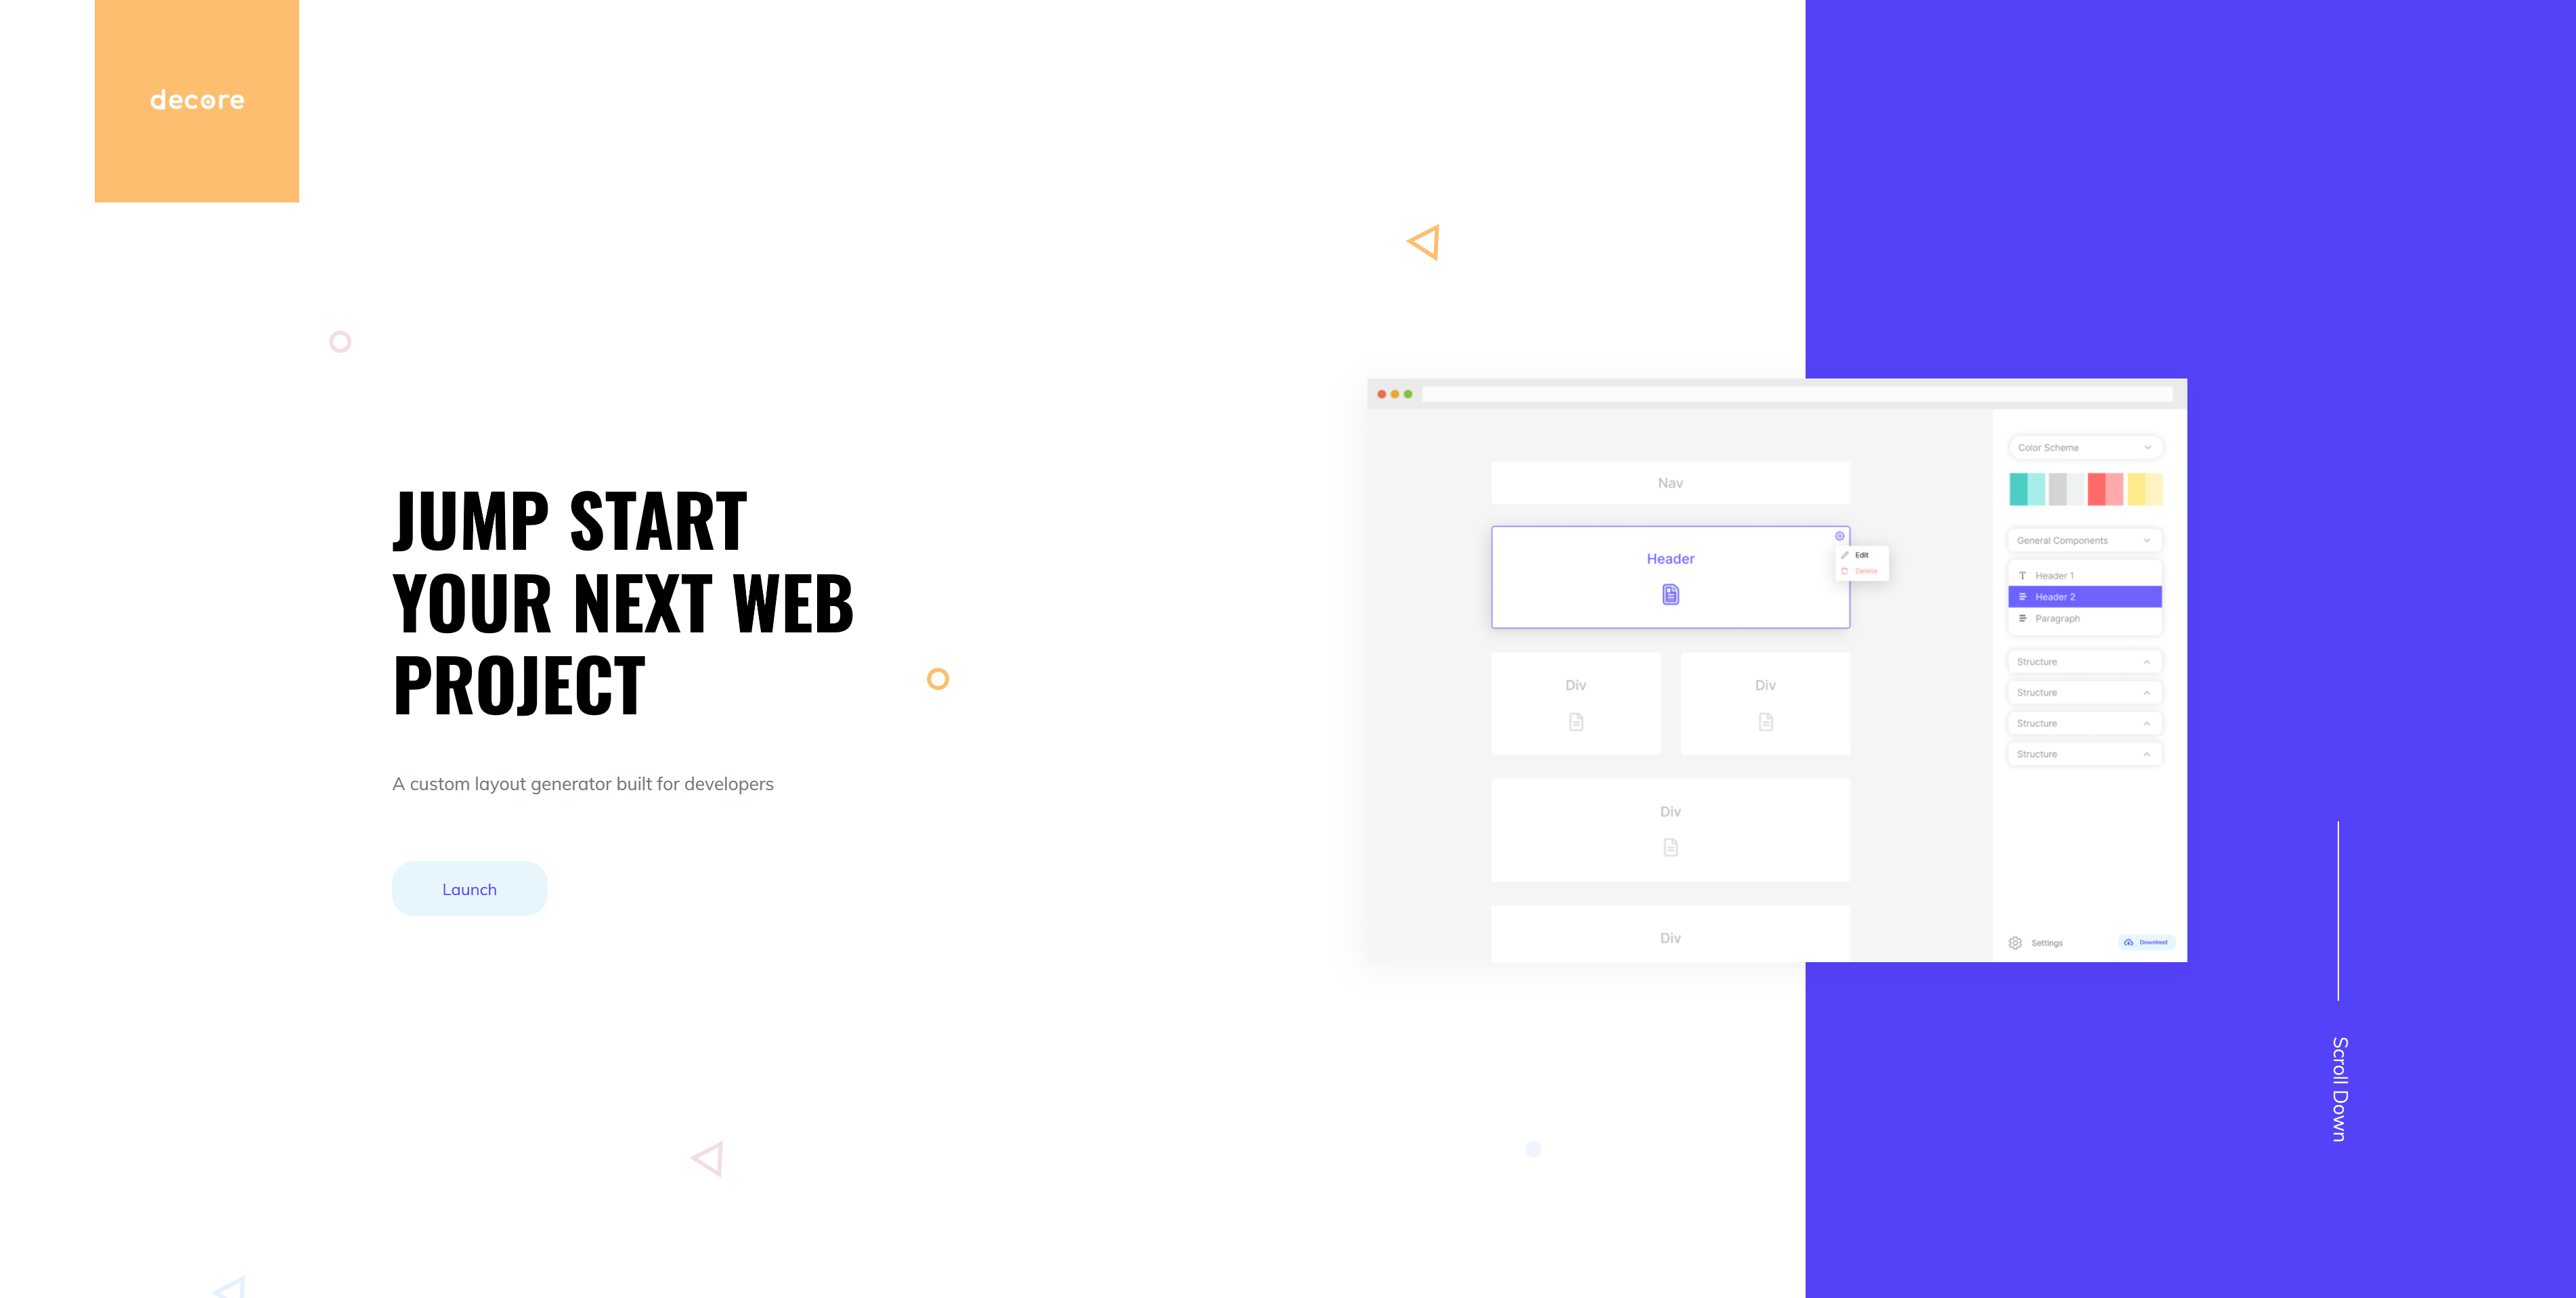 decore
JUMP START
YOUR NEXT WEB
PROJECT
A custom layout generator built for developers
Launch
Nav
Header
Edit
Delete
Div
Div
Div
Div
Color Scheme
General Components
T Header 1
Header 2
Paragraph
Structure
Structure
Structure
Structure
Settings
Download
Scroll Down